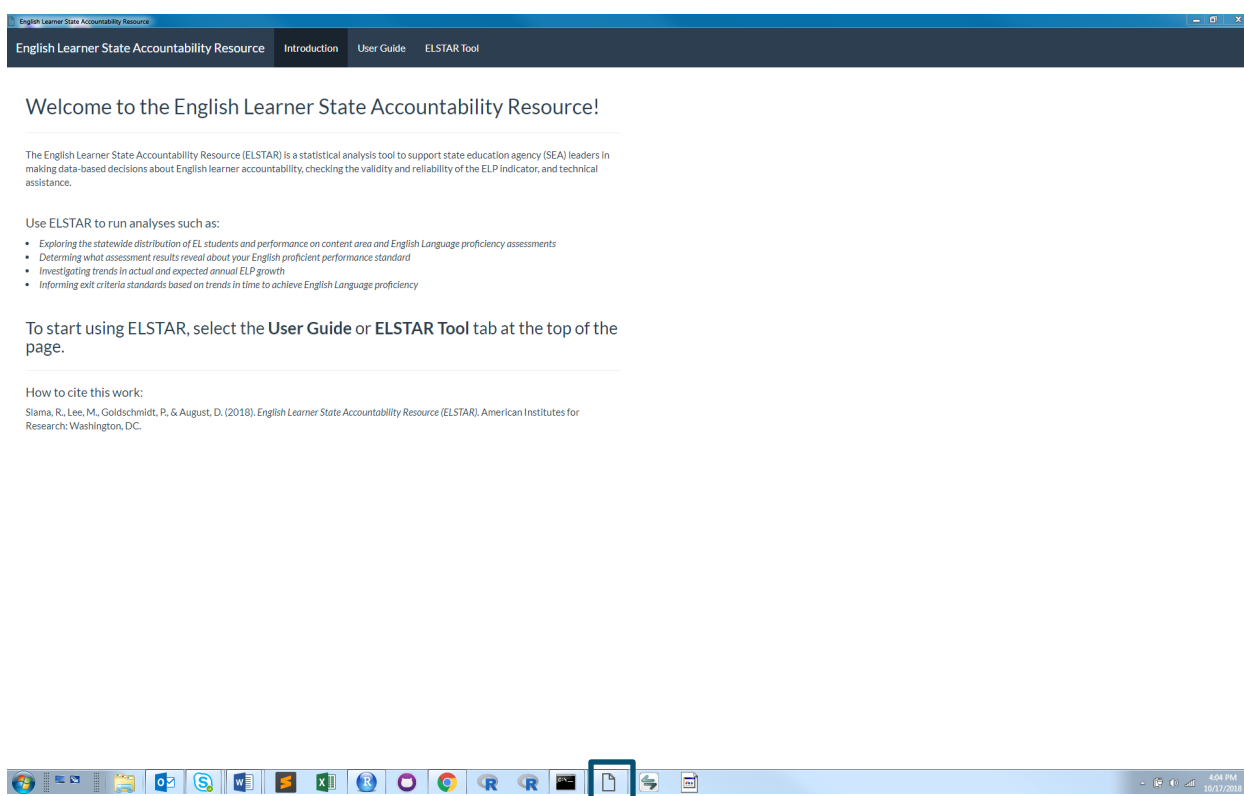 English Learner State Accountability Resource
English Learner State Accountability Resource Introduction User Guide ELSTAR Tool
Welcome to the English Learner State Accountability Resource!
The English Learner State Accountability Resource (ELSTAR) is a statistical analysis tool to support state education agency (SEA) leaders in
making data-based decisions about English learner accountability, checking the validity and reliability of the ELP indicator, and technical
assistance.
Use ELSTAR to run analyses such as:
• Exploring the statewide distribution of EL students and performance on content area and English Language proficiency assessments
• Determing what assessment results reveal about your English proficient performance standard
• Investigating trends in actual and expected annual ELP growth
• Informing exit criteria standards based on trends in time to achieve English Language proficiency
To start using ELSTAR, select the User Guide or ELSTAR Tool tab at the top of the
page.
How to cite this work:
Slama, R., Lee, M., Goldschmidt, P., & August, D. (2018). English Learner State Accountability Resource (ELSTAR). American Institutes for
Research: Washington, DC.
4:04 PM
10/17/2018